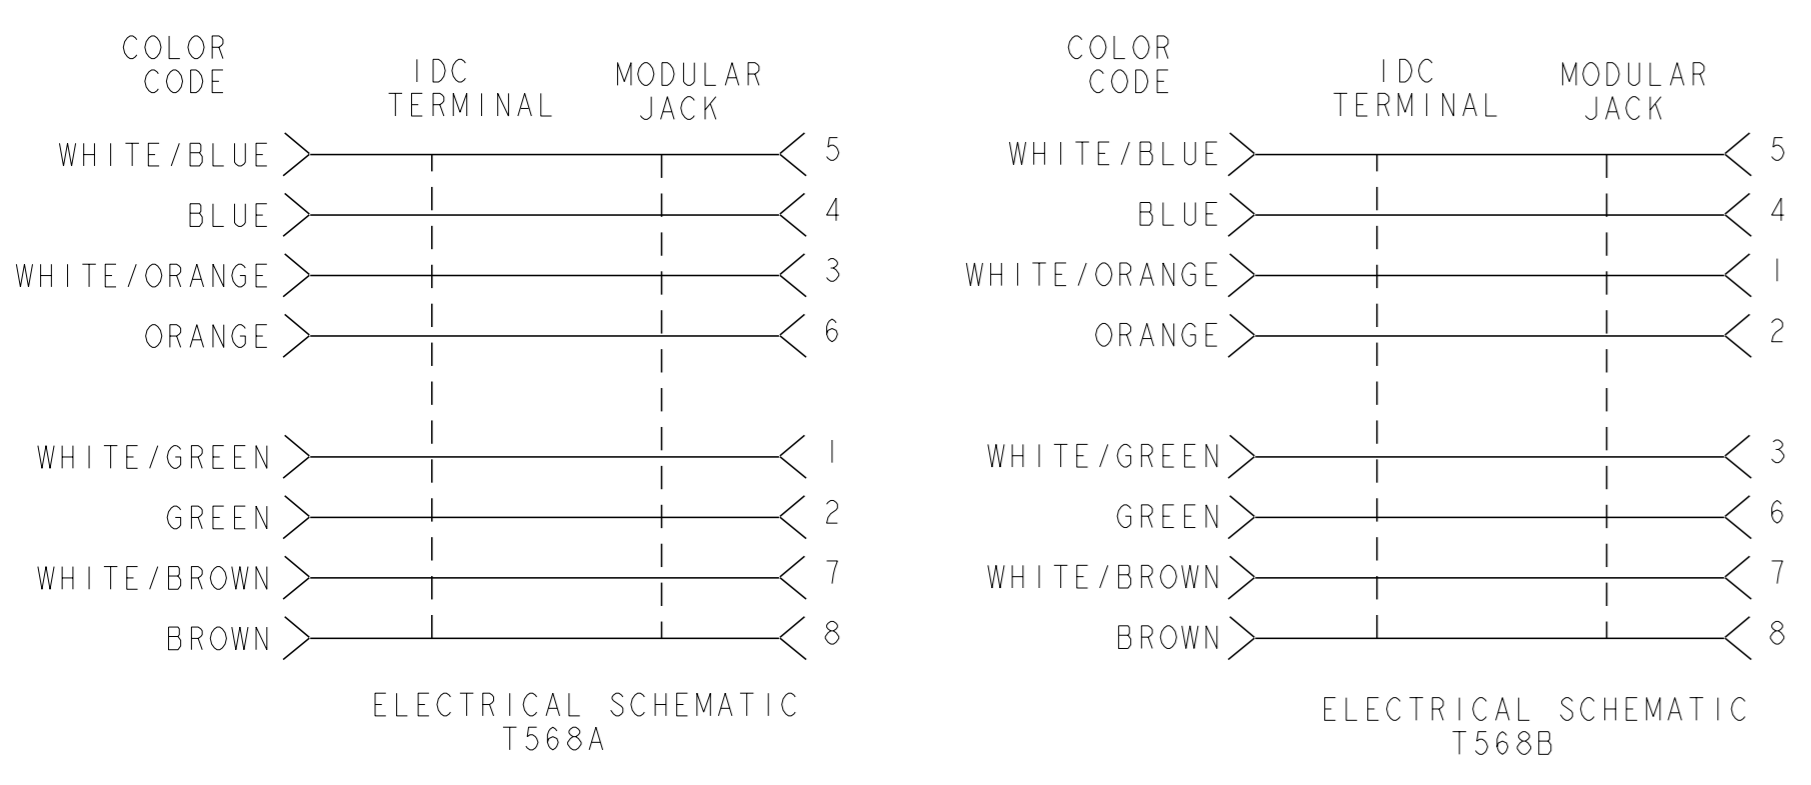 COLOR
CODE
IDC
TERMINAL
MODULAR
JACK
WHITE/BLUE 5
BLUE 4
WHITE/ORANGE 3
ORANGE 6
WHITE/GREEN 1
GREEN 2
WHITE/BROWN 7
BROWN 8
ELECTRICAL SCHEMATIC
T568A
COLOR
CODE
IDC
TERMINAL
MODULAR
JACK
WHITE/BLUE 5
BLUE 4
WHITE/ORANGE 1
ORANGE 2
WHITE/GREEN 3
GREEN 6
WHITE/BROWN 7
BROWN 8
ELECTRICAL SCHEMATIC
T568B